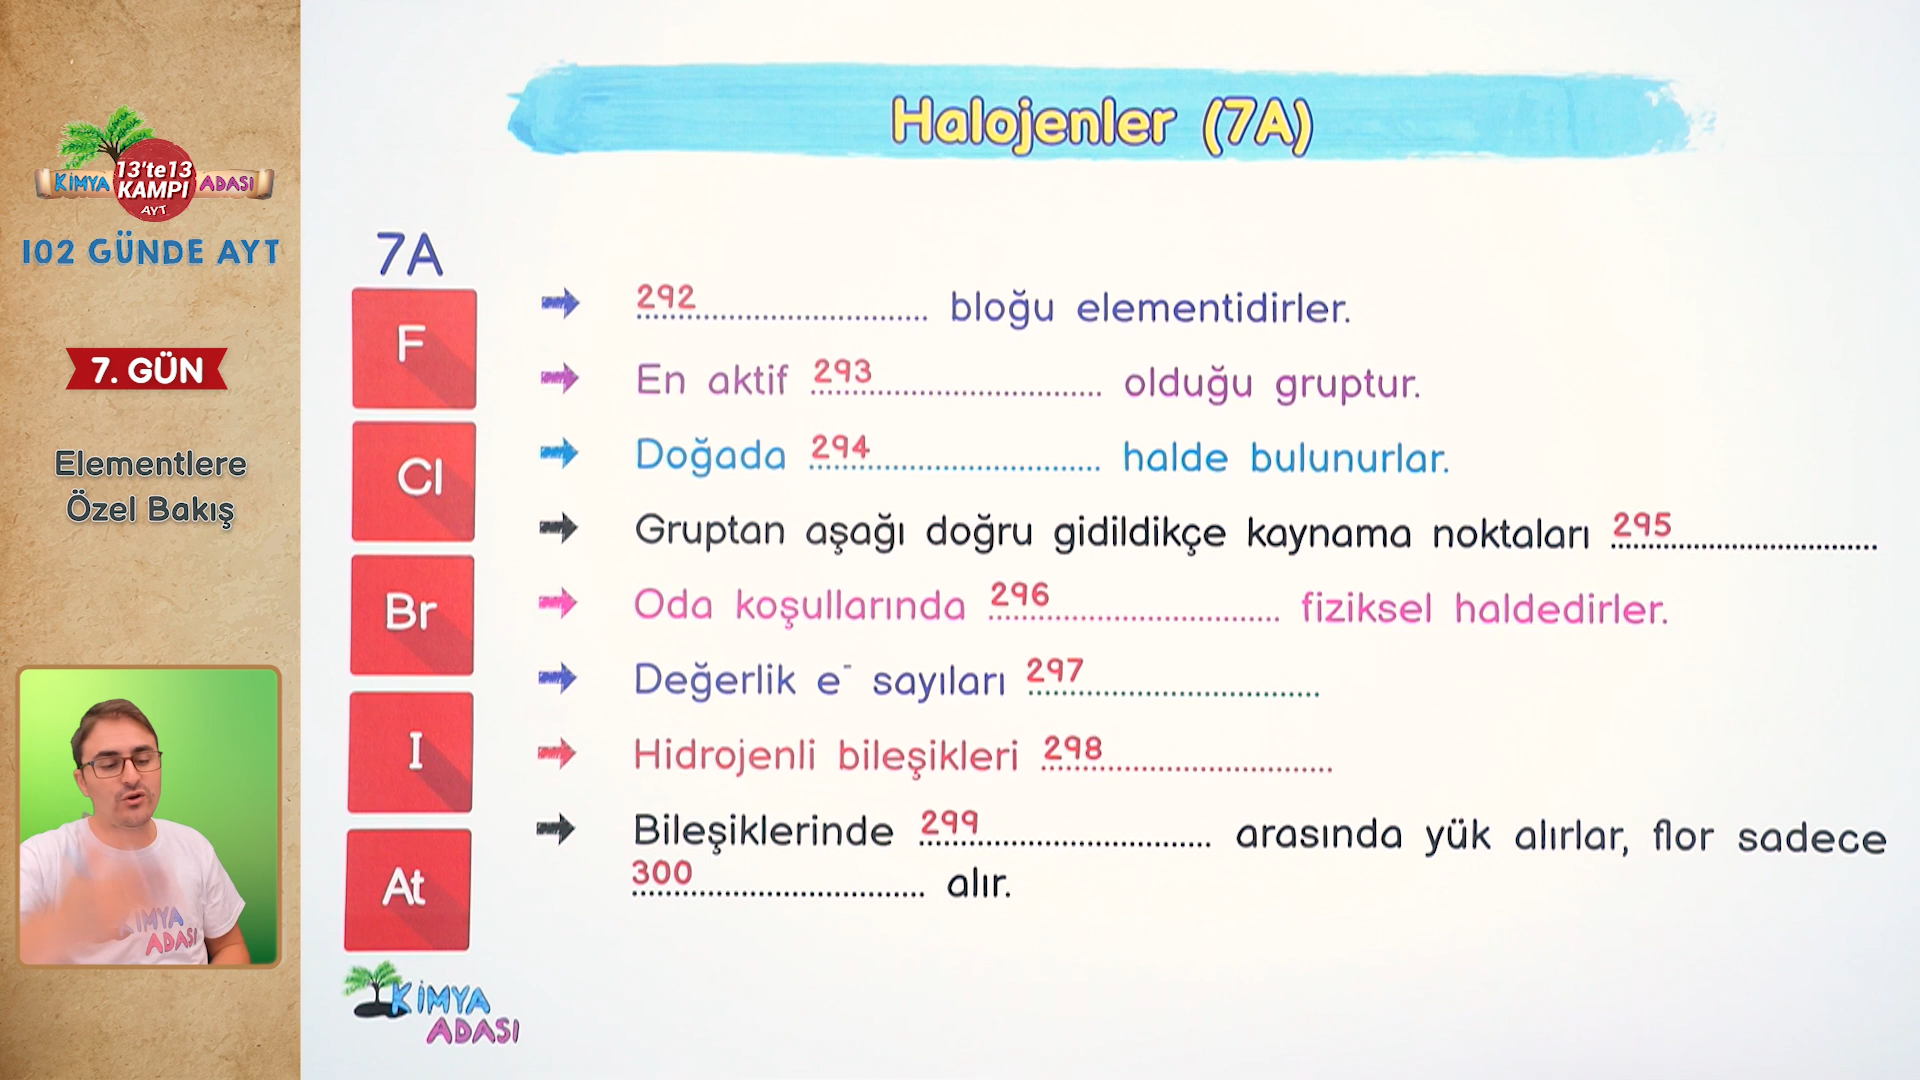 13'te13
KİMYA KAMPI ADASI
AYT
102 GÜNDE AYT
7. GÜN
Elementlere
Özel Bakış
KİMYA
ADASI
Halojenler (7A)
7A
F
Cl
Br
I
At
292 .............................. bloğu elementidirler.
En aktif 293 .............................. olduğu gruptur.
Doğada 294 .............................. halde bulunurlar.
Gruptan aşağı doğru gidildikçe kaynama noktaları 295 ..............................
Oda koşullarında 296 .............................. fiziksel haldedirler.
Değerlik e⁻ sayıları 297 ..............................
Hidrojenli bileşikleri 298 ..............................
Bileşiklerinde 299 .............................. arasında yük alırlar, flor sadece
300 .............................. alır.
KİMYA
ADASI